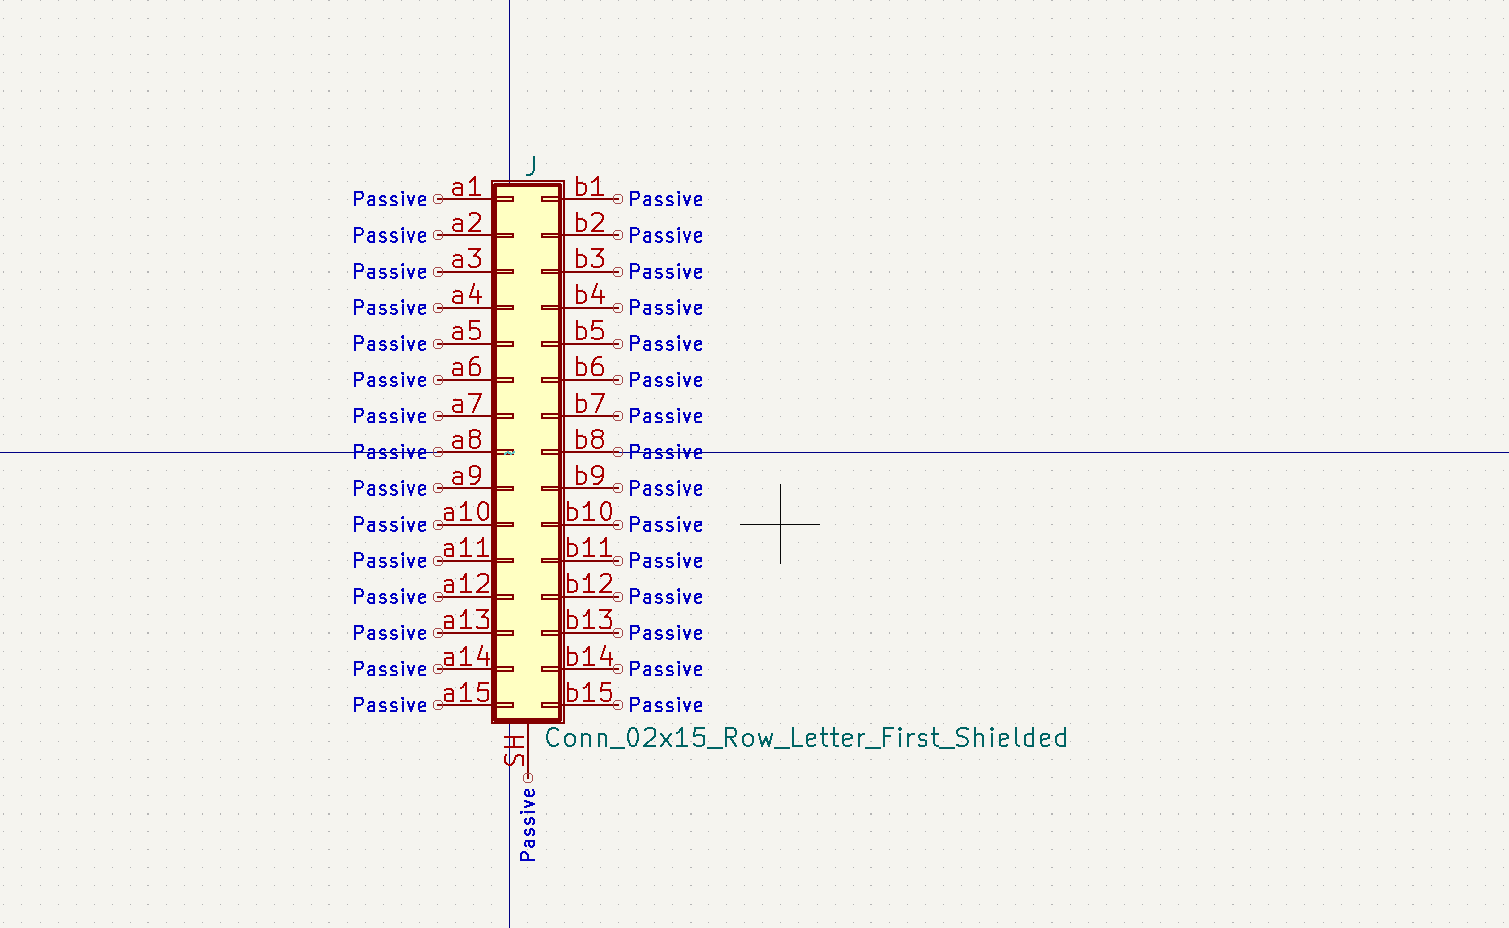 J
Passive a1 b1 Passive
Passive a2 b2 Passive
Passive a3 b3 Passive
Passive a4 b4 Passive
Passive a5 b5 Passive
Passive a6 b6 Passive
Passive a7 b7 Passive
Passive a8 b8 Passive
Passive a9 b9 Passive
Passive a10 b10 Passive
Passive a11 b11 Passive
Passive a12 b12 Passive
Passive a13 b13 Passive
Passive a14 b14 Passive
Passive a15 b15 Passive
SH
Conn_02x15_Row_Letter_First_Shielded
Passive